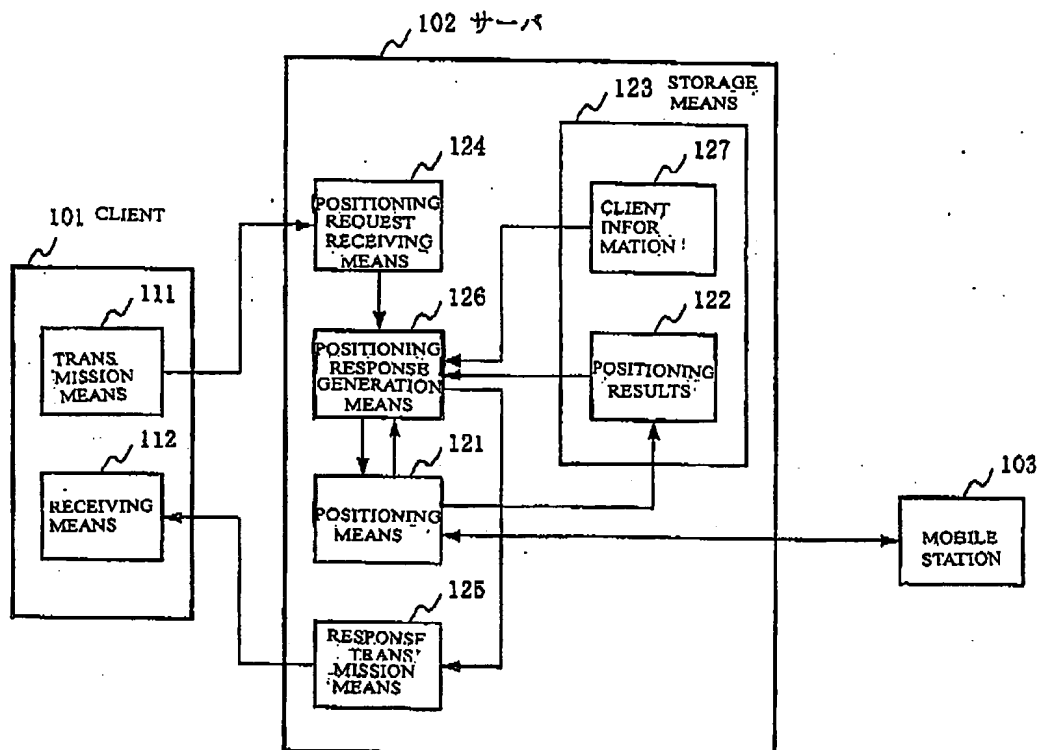 102 サーバ
123 STORAGE
MEANS
124
127
POSITIONING
REQUEST
RECEIVING
MEANS
CLIENT
INFOR
MATION
101 CLIENT
111
TRANS
MISSION
MEANS
126
122
POSITIONING
RESPONSE
GENERATION
MEANS
POSITIONING
RESULTS
112
RECEIVING
MEANS
121
POSITIONING
MEANS
103
MOBILE
STATION
125
RESPONSE
TRANS
MISSION
MEANS